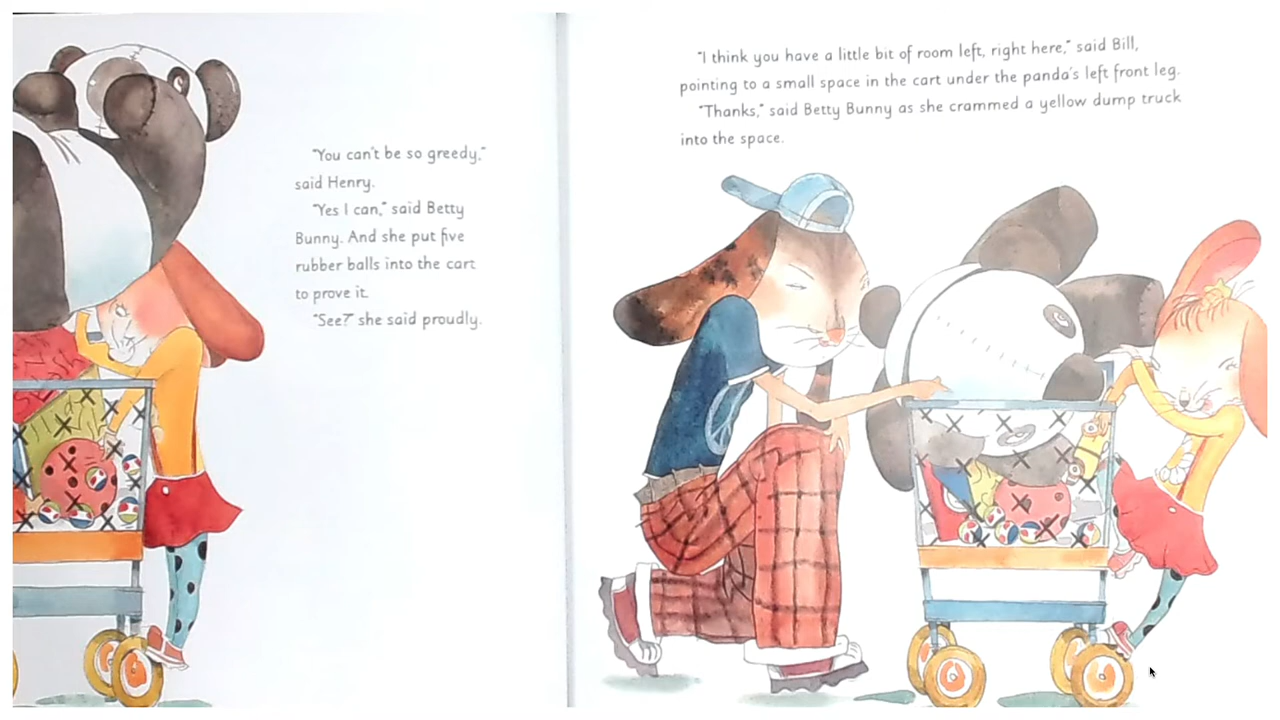 "You can't be so greedy,"
said Henry.
"Yes I can," said Betty
Bunny. And she put five
rubber balls into the cart
to prove it.
"See?" she said proudly.
"I think you have a little bit of room left, right here," said Bill,
pointing to a small space in the cart under the panda's left front leg.
"Thanks," said Betty Bunny as she crammed a yellow dump truck
into the space.